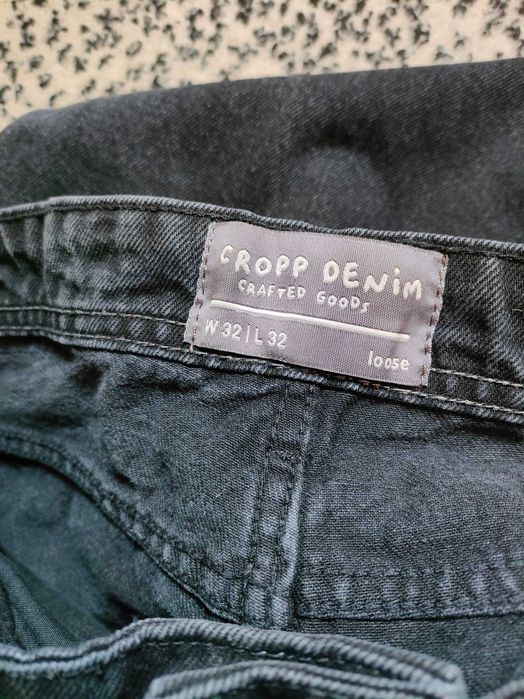 CROPP DENiM
CRAFTED GOODS
W 32 | L 32
loose